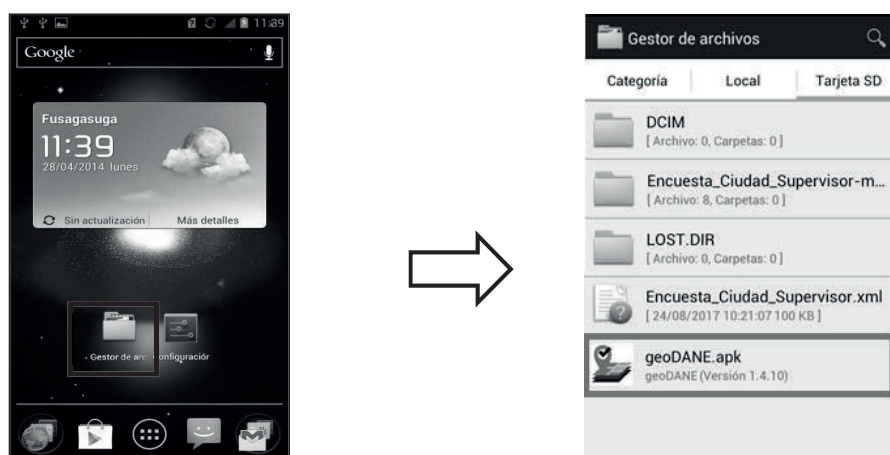 11:39
Google
Fusagasuga
11:39
28/04/2014 lunes
Sin actualización
Más detalles
Gestor de arc
onfiguraciór
Gestor de archivos
Categoría
Local
Tarjeta SD
DCIM
[ Archivo: 0, Carpetas: 0 ]
Encuesta_Ciudad_Supervisor-m...
[ Archivo: 8, Carpetas: 0 ]
LOST.DIR
[ Archivo: 0, Carpetas: 0 ]
Encuesta_Ciudad_Supervisor.xml
[ 24/08/2017 10:21:07 100 KB ]
geoDANE.apk
geoDANE (Versión 1.4.10)